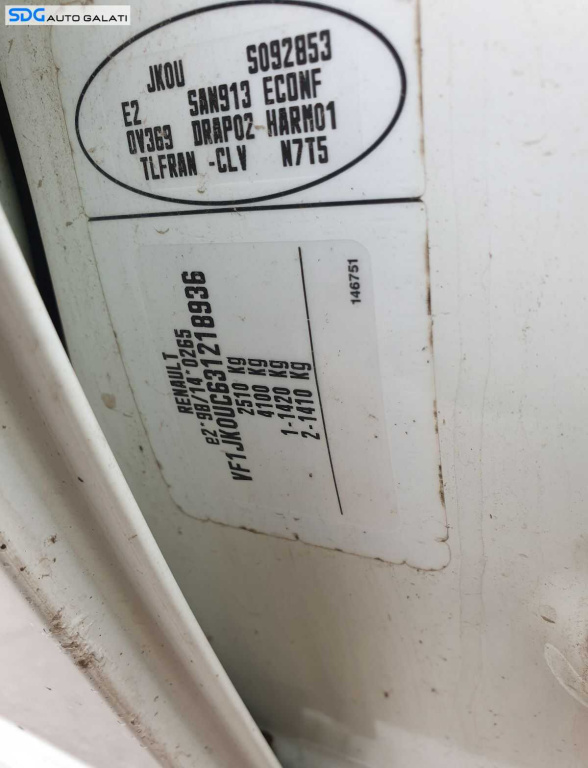 SDG AUTO GALATI
JK0U S092853
E2 SAN913 ECONF
0V369 DRAP02 HARM01
TLFRAN -CLV N7T5
RENAULT
e2*98/14*0265
VF1JK0UC631218936
2510 Kg
4100 Kg
1-1420 Kg
2-1410 Kg
146751